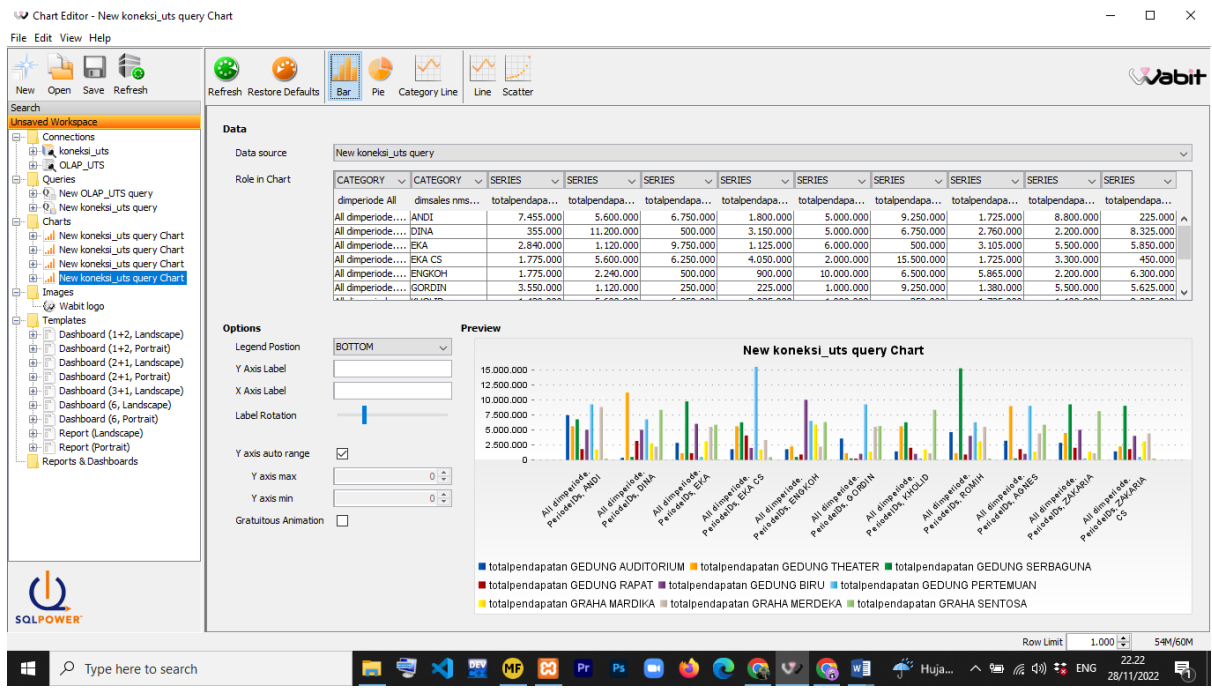 Chart Editor - New koneksi_uts query Chart
File Edit View Help
New Open Save Refresh
Refresh Restore Defaults Bar Pie Category Line Line Scatter
Wabit
Search
Unsaved Workspace
Connections
koneksi_uts
OLAP_UTS
Queries
New OLAP_UTS query
New koneksi_uts query
Charts
New koneksi_uts query Chart
New koneksi_uts query Chart
New koneksi_uts query Chart
New koneksi_uts query Chart
Images
Wabit logo
Templates
Dashboard (1+2, Landscape)
Dashboard (1+2, Portrait)
Dashboard (2+1, Landscape)
Dashboard (2+1, Portrait)
Dashboard (3+1, Landscape)
Dashboard (6, Landscape)
Dashboard (6, Portrait)
Report (Landscape)
Report (Portrait)
Reports & Dashboards
SQLPOWER
Data
Data source New koneksi_uts query
Role in Chart CATEGORY CATEGORY SERIES SERIES SERIES SERIES SERIES SERIES SERIES SERIES SERIES
dimperiode All dimsales nms... totalpendapa... totalpendapa... totalpendapa... totalpendapa... totalpendapa... totalpendapa... totalpendapa... totalpendapa... totalpendapa...
All dimperiode.... ANDI 7.455.000 5.600.000 6.750.000 1.800.000 5.000.000 9.250.000 1.725.000 8.800.000 225.000
All dimperiode.... DINA 355.000 11.200.000 500.000 3.150.000 5.000.000 6.750.000 2.760.000 2.200.000 8.325.000
All dimperiode.... EKA 2.840.000 1.120.000 9.750.000 1.125.000 6.000.000 500.000 3.105.000 5.500.000 5.850.000
All dimperiode.... EKA CS 1.775.000 5.600.000 6.250.000 4.050.000 2.000.000 15.500.000 1.725.000 3.300.000 450.000
All dimperiode.... ENGKOH 1.775.000 2.240.000 500.000 900.000 10.000.000 6.500.000 5.865.000 2.200.000 6.300.000
All dimperiode.... GORDIN 3.550.000 1.120.000 250.000 225.000 1.000.000 9.250.000 1.380.000 5.500.000 5.625.000
Options
Legend Postion BOTTOM
Y Axis Label
X Axis Label
Label Rotation
Y axis auto range
Y axis max 0
Y axis min 0
Gratuitous Animation
Preview
New koneksi_uts query Chart
15.000.000
12.500.000
10.000.000
7.500.000
5.000.000
2.500.000
0
All dimperiode. PeriodeIDs, ANDI
All dimperiode. PeriodeIDs, DINA
All dimperiode. PeriodeIDs, EKA
All dimperiode. PeriodeIDs, EKA CS
All dimperiode. PeriodeIDs, ENGKOH
All dimperiode. PeriodeIDs, GORDIN
All dimperiode. PeriodeIDs, KHOLID
All dimperiode. PeriodeIDs, ROMIH
All dimperiode. PeriodeIDs, AGNES
All dimperiode. PeriodeIDs, ZAKARIA
All dimperiode. PeriodeIDs, ZAKARIA CS
totalpendapatan GEDUNG AUDITORIUM totalpendapatan GEDUNG THEATER totalpendapatan GEDUNG SERBAGUNA
totalpendapatan GEDUNG RAPAT totalpendapatan GEDUNG BIRU totalpendapatan GEDUNG PERTEMUAN
totalpendapatan GRAHA MARDIKA totalpendapatan GRAHA MERDEKA totalpendapatan GRAHA SENTOSA
Row Limit 1.000 54M/60M
Type here to search
DEV
MF
Pr
Ps
Huja...
ENG
22.22
28/11/2022
1